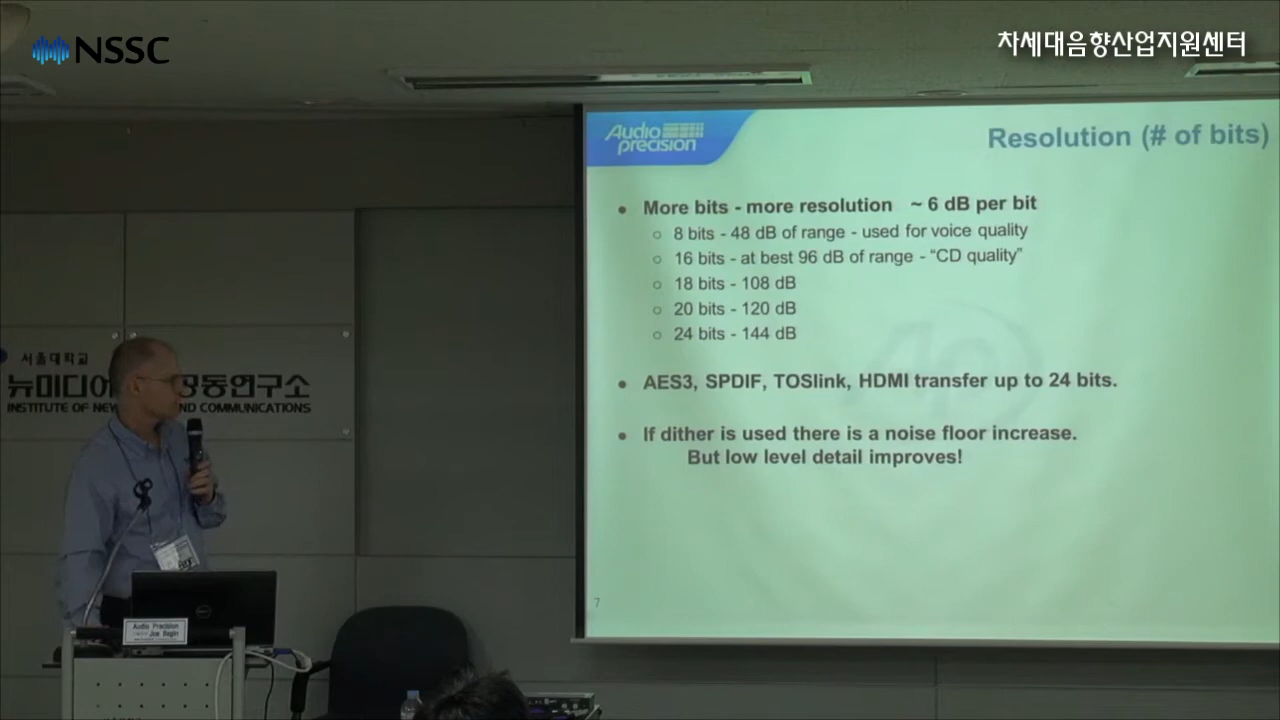 NSSC
차세대음향산업지원센터
Audio precision
Resolution (# of bits)
• More bits - more resolution ~ 6 dB per bit
○ 8 bits - 48 dB of range - used for voice quality
○ 16 bits - at best 96 dB of range - “CD quality”
○ 18 bits - 108 dB
○ 20 bits - 120 dB
○ 24 bits - 144 dB
• AES3, SPDIF, TOSlink, HDMI transfer up to 24 bits.
• If dither is used there is a noise floor increase.
But low level detail improves!
7
서울대학교
뉴미디어 공동연구소
INSTITUTE OF NEW AND COMMUNICATIONS
Audio Precision
Joe Begin